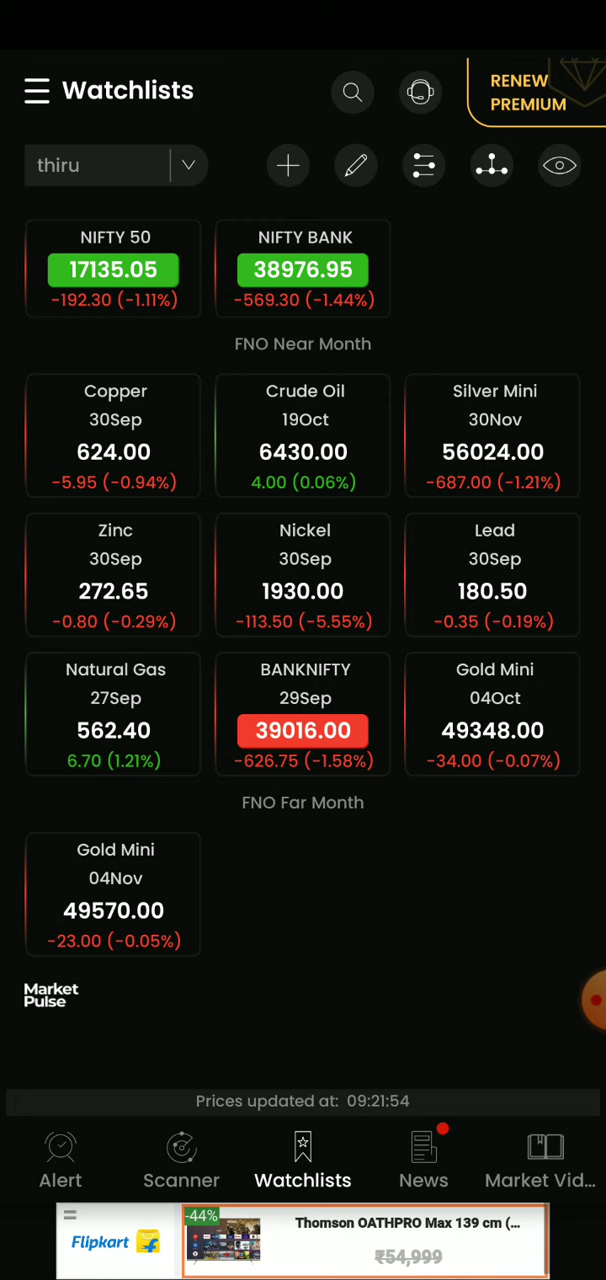 Watchlists
RENEW
PREMIUM
thiru
NIFTY 50
17135.05
-192.30 (-1.11%)
NIFTY BANK
38976.95
-569.30 (-1.44%)
FNO Near Month
Copper
30Sep
624.00
-5.95 (-0.94%)
Crude Oil
19Oct
6430.00
4.00 (0.06%)
Silver Mini
30Nov
56024.00
-687.00 (-1.21%)
Zinc
30Sep
272.65
-0.80 (-0.29%)
Nickel
30Sep
1930.00
-113.50 (-5.55%)
Lead
30Sep
180.50
-0.35 (-0.19%)
Natural Gas
27Sep
562.40
6.70 (1.21%)
BANKNIFTY
29Sep
39016.00
-626.75 (-1.58%)
Gold Mini
04Oct
49348.00
-34.00 (-0.07%)
FNO Far Month
Gold Mini
04Nov
49570.00
-23.00 (-0.05%)
Market
Pulse
Prices updated at: 09:21:54
Alert
Scanner
Watchlists
News
Market Vid...
Flipkart
-44%
Thomson OATHPRO Max 139 cm (...
₹54,999